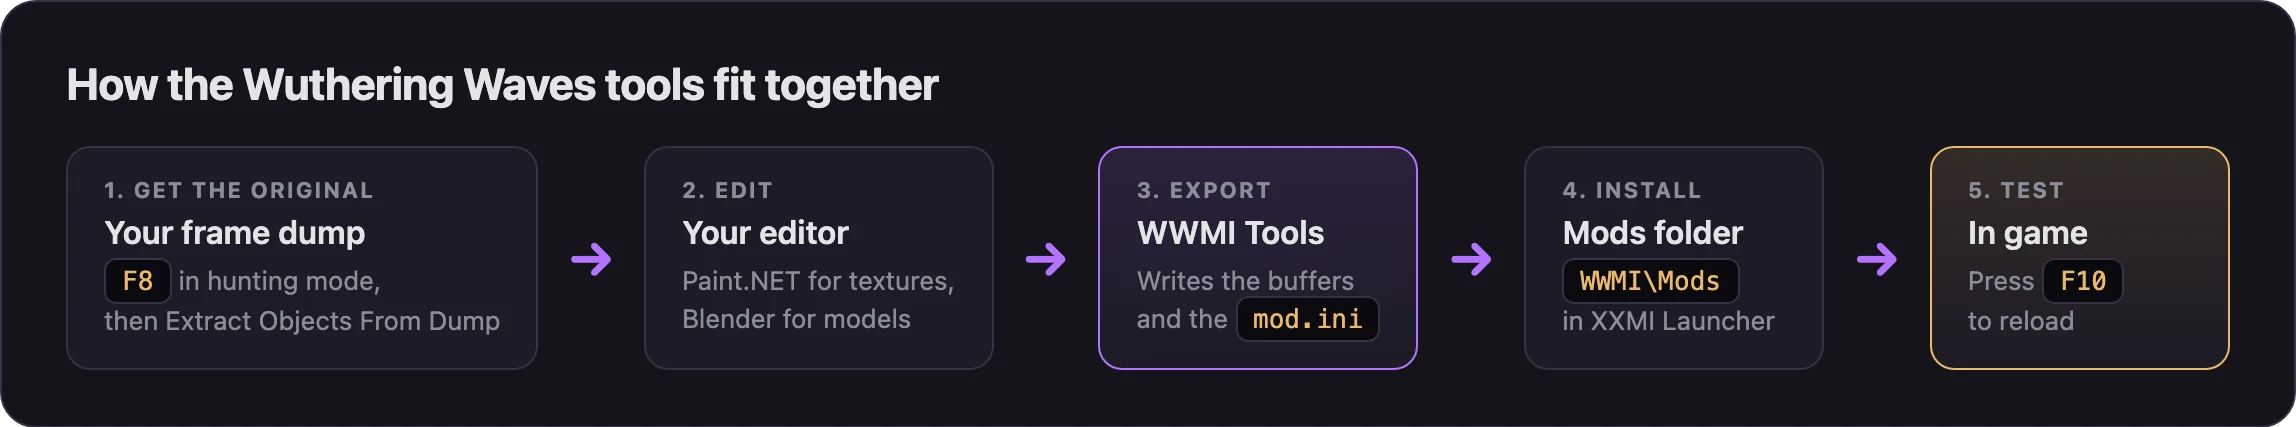 How the Wuthering Waves tools fit together
1. GET THE ORIGINAL
Your frame dump
F8 in hunting mode,
then Extract Objects From Dump
2. EDIT
Your editor
Paint.NET for textures,
Blender for models
3. EXPORT
WWMI Tools
Writes the buffers
and the mod.ini
4. INSTALL
Mods folder
WWMI\Mods
in XXMI Launcher
5. TEST
In game
Press F10
to reload